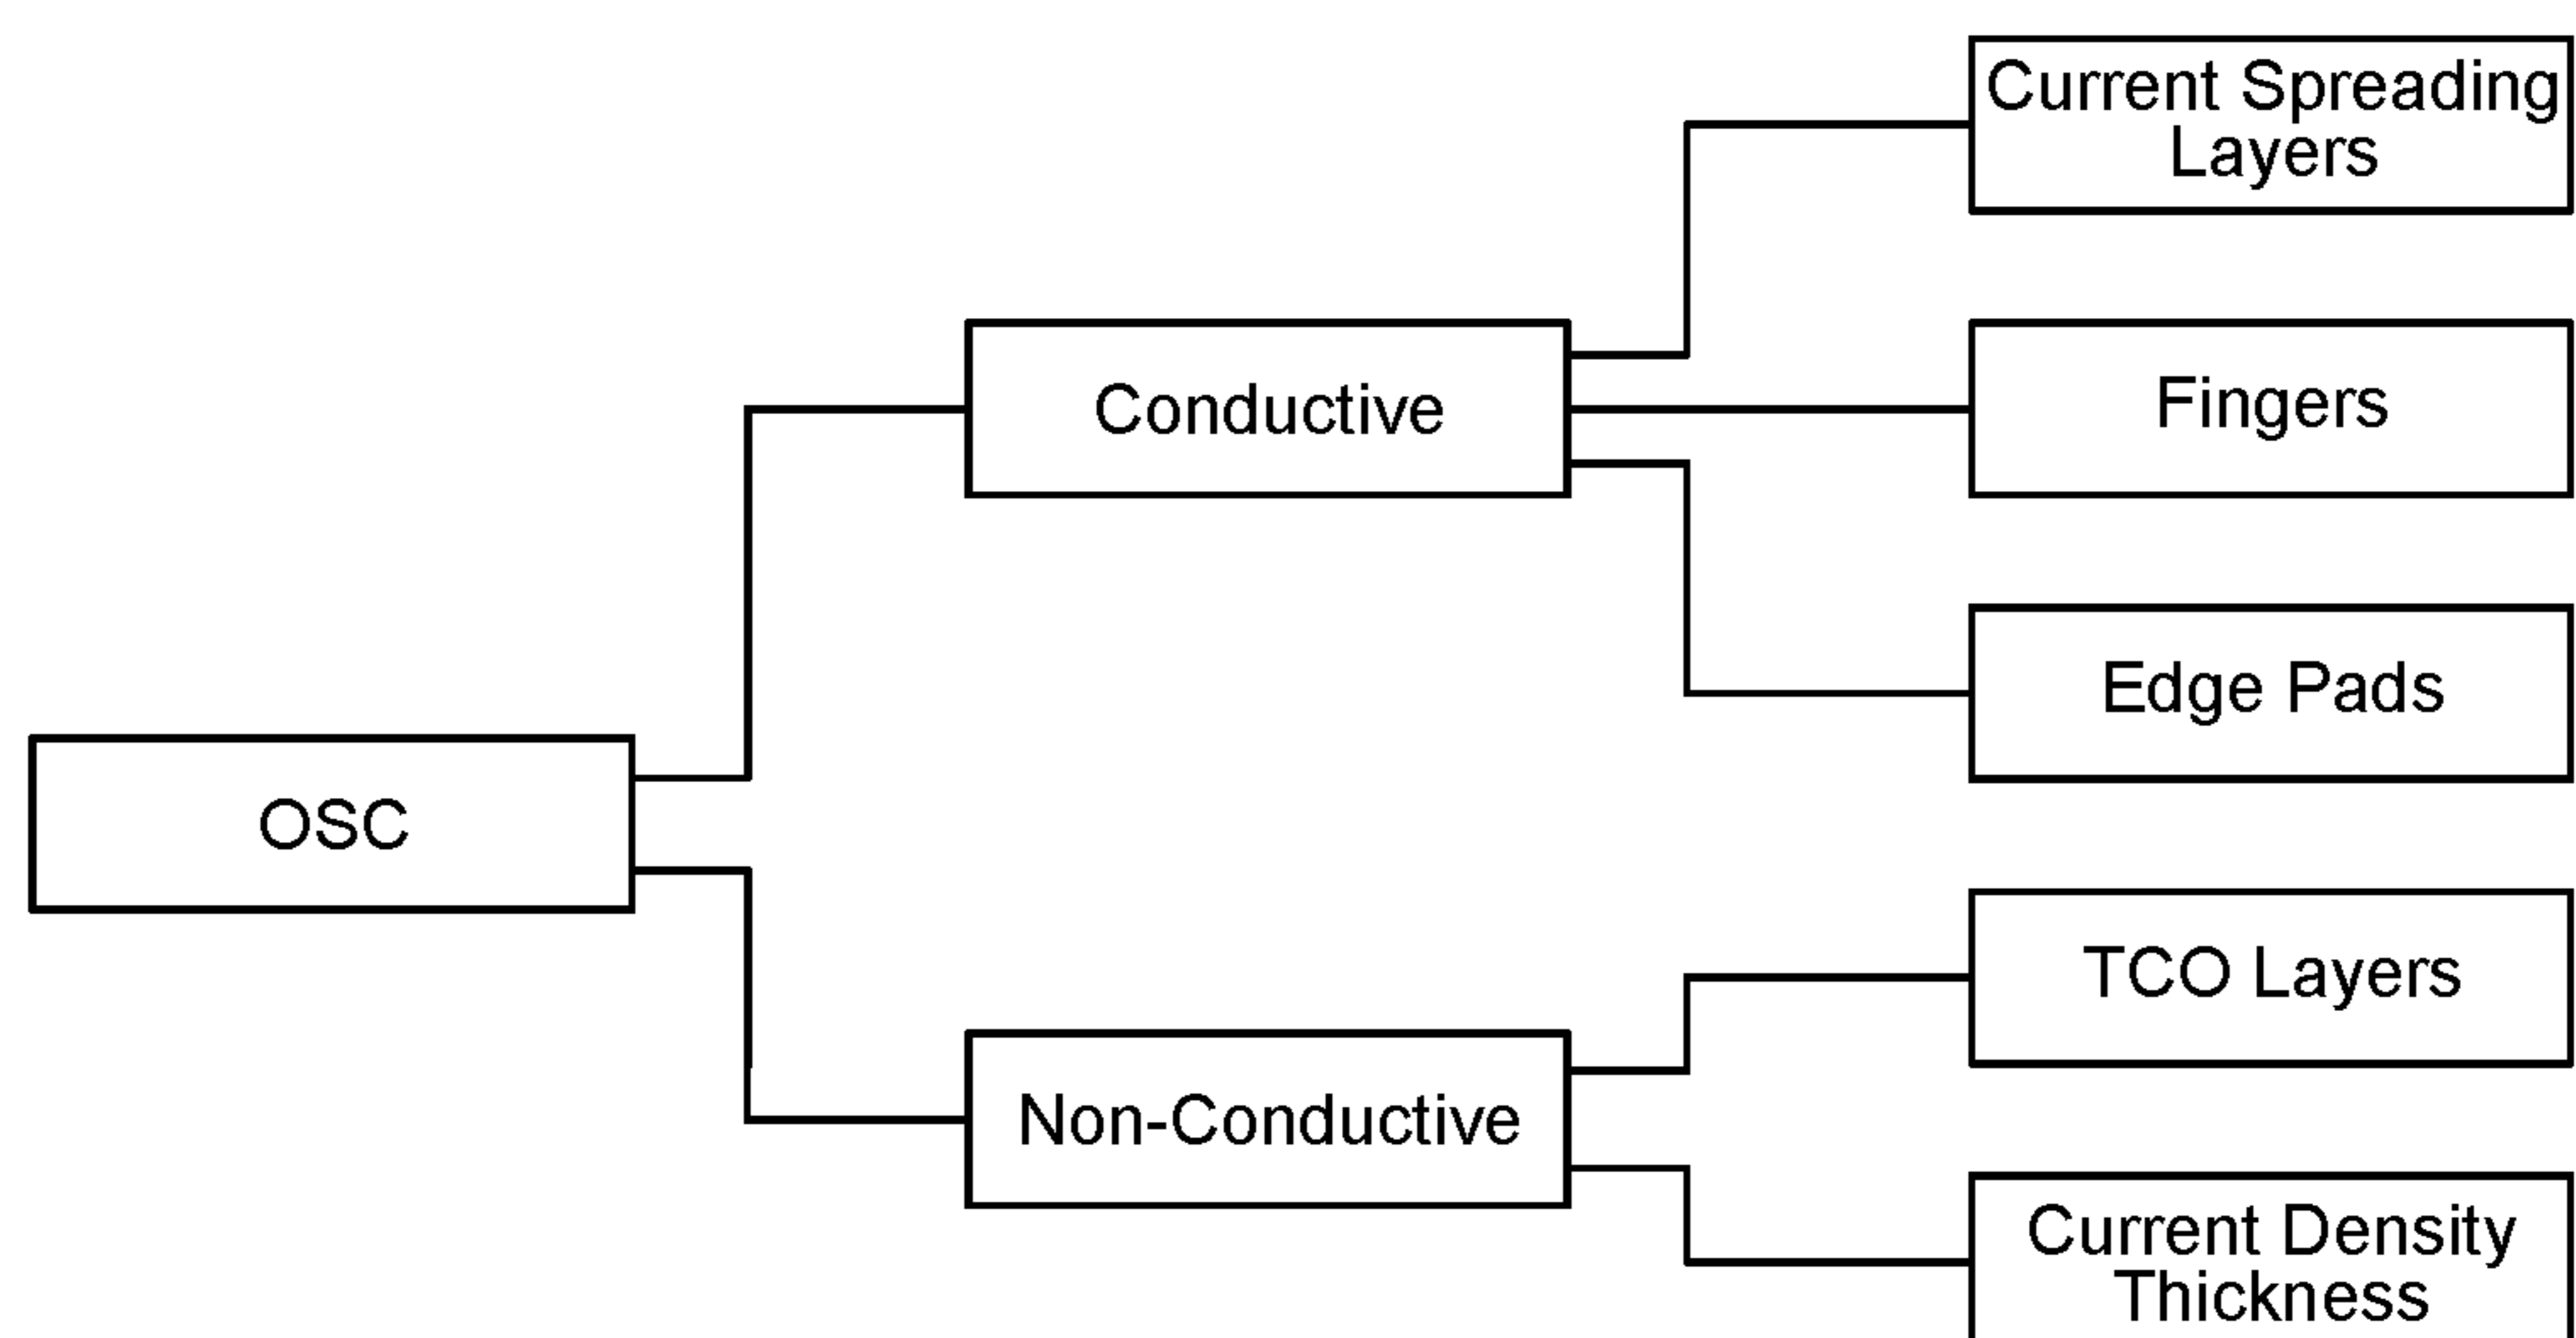 Current Spreading
Layers
Conductive
Fingers
Edge Pads
OSC
TCO Layers
Non-Conductive
Current Density
Thickness